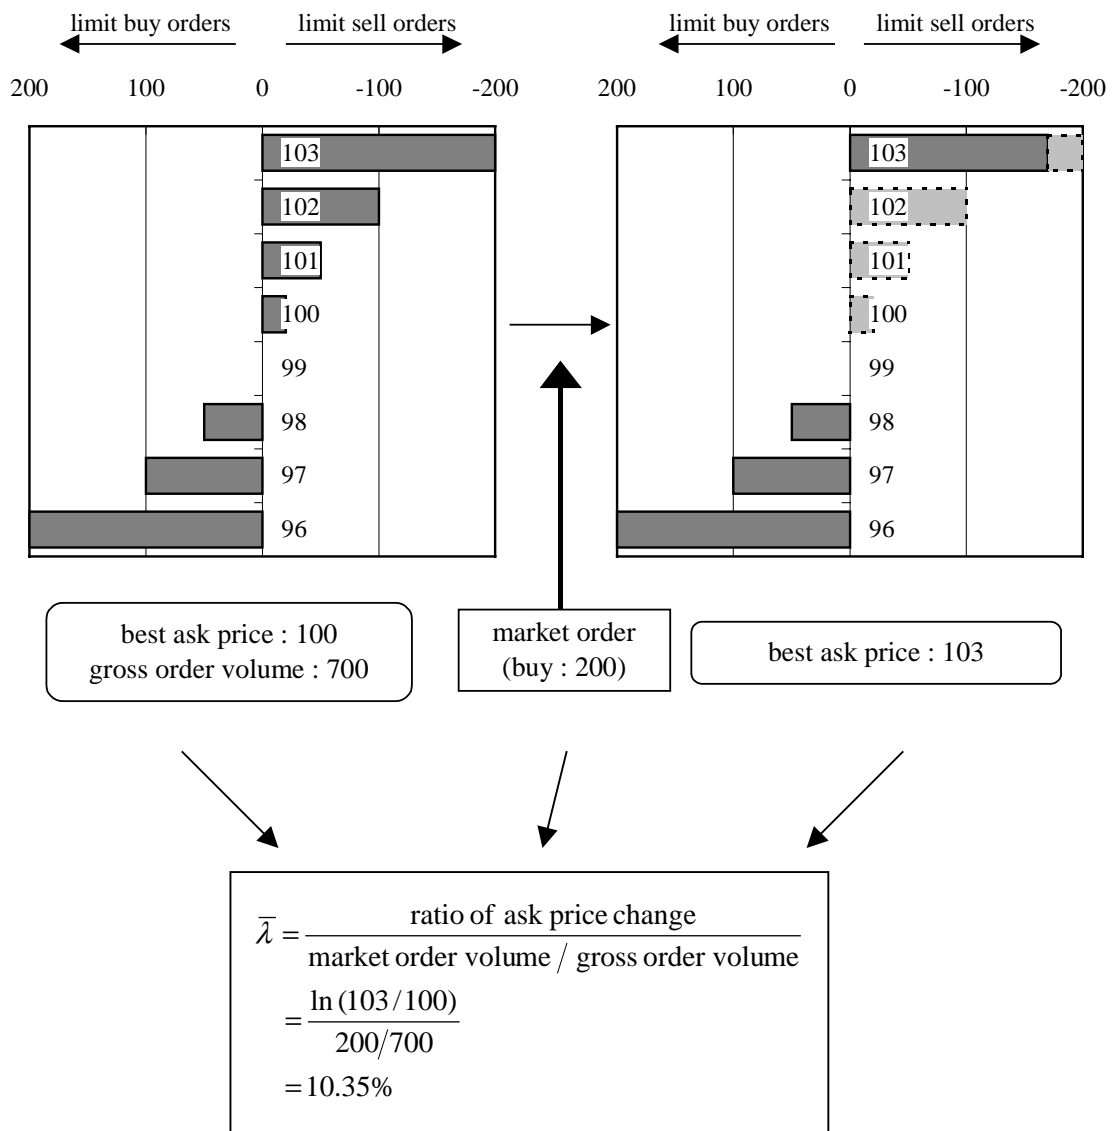 limit buy orders limit sell orders limit buy orders limit sell orders
200 100 0 -100 -200 200 100 0 -100 -200
103 103
102 102
101 101
100 100
99 99
98 98
97 97
96 96
best ask price : 100
gross order volume : 700
market order
(buy : 200)
best ask price : 103
λ̄ = ratio of ask price change
market order volume / gross order volume
= ln (103/100)
200/700
= 10.35%